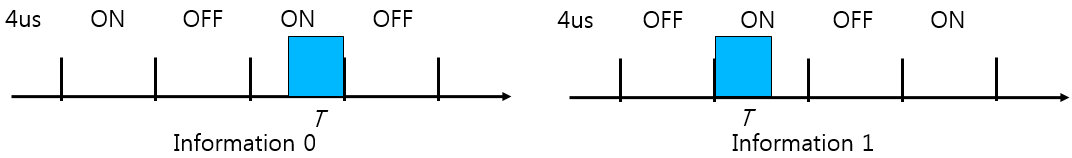 4us ON OFF ON OFF
T
Information 0
4us OFF ON OFF ON
T
Information 1